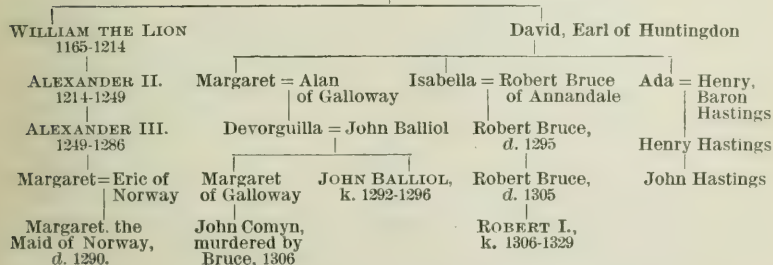 WILLIAM THE LION David, Earl of Huntingdon
1165-1214
ALEXANDER II. Margaret = Alan Isabella = Robert Bruce Ada = Henry,
1214-1249 of Galloway of Annandale Baron
Hastings
ALEXANDER III. Devorguilla = John Balliol Robert Bruce, Henry Hastings
1249-1286 d. 1295
Margaret=Eric of Margaret JOHN BALLIOL, Robert Bruce, John Hastings
Norway of Galloway k. 1292-1296 d. 1305
Margaret. the John Comyn, ROBERT I.,
Maid of Norway, murdered by k. 1306-1329
d. 1290. Bruce, 1306